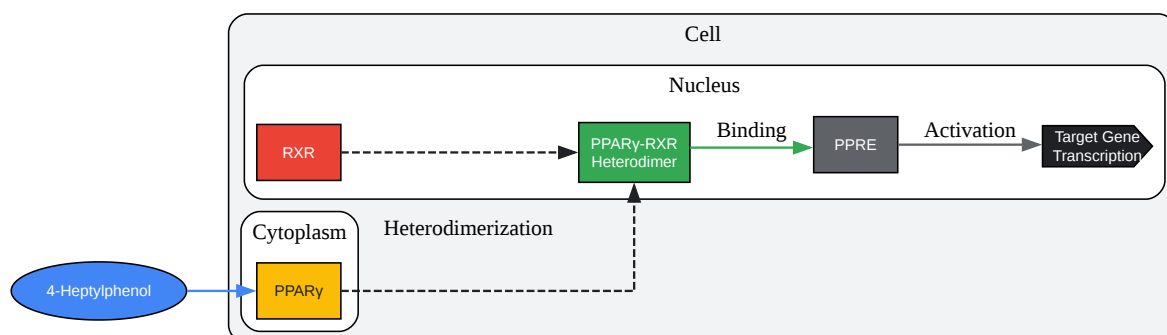 Cell
Nucleus
RXR
PPARγ-RXR
Heterodimer
Binding
PPRE
Activation
Target Gene
Transcription
Cytoplasm
Heterodimerization
4-Heptylphenol
PPARγ